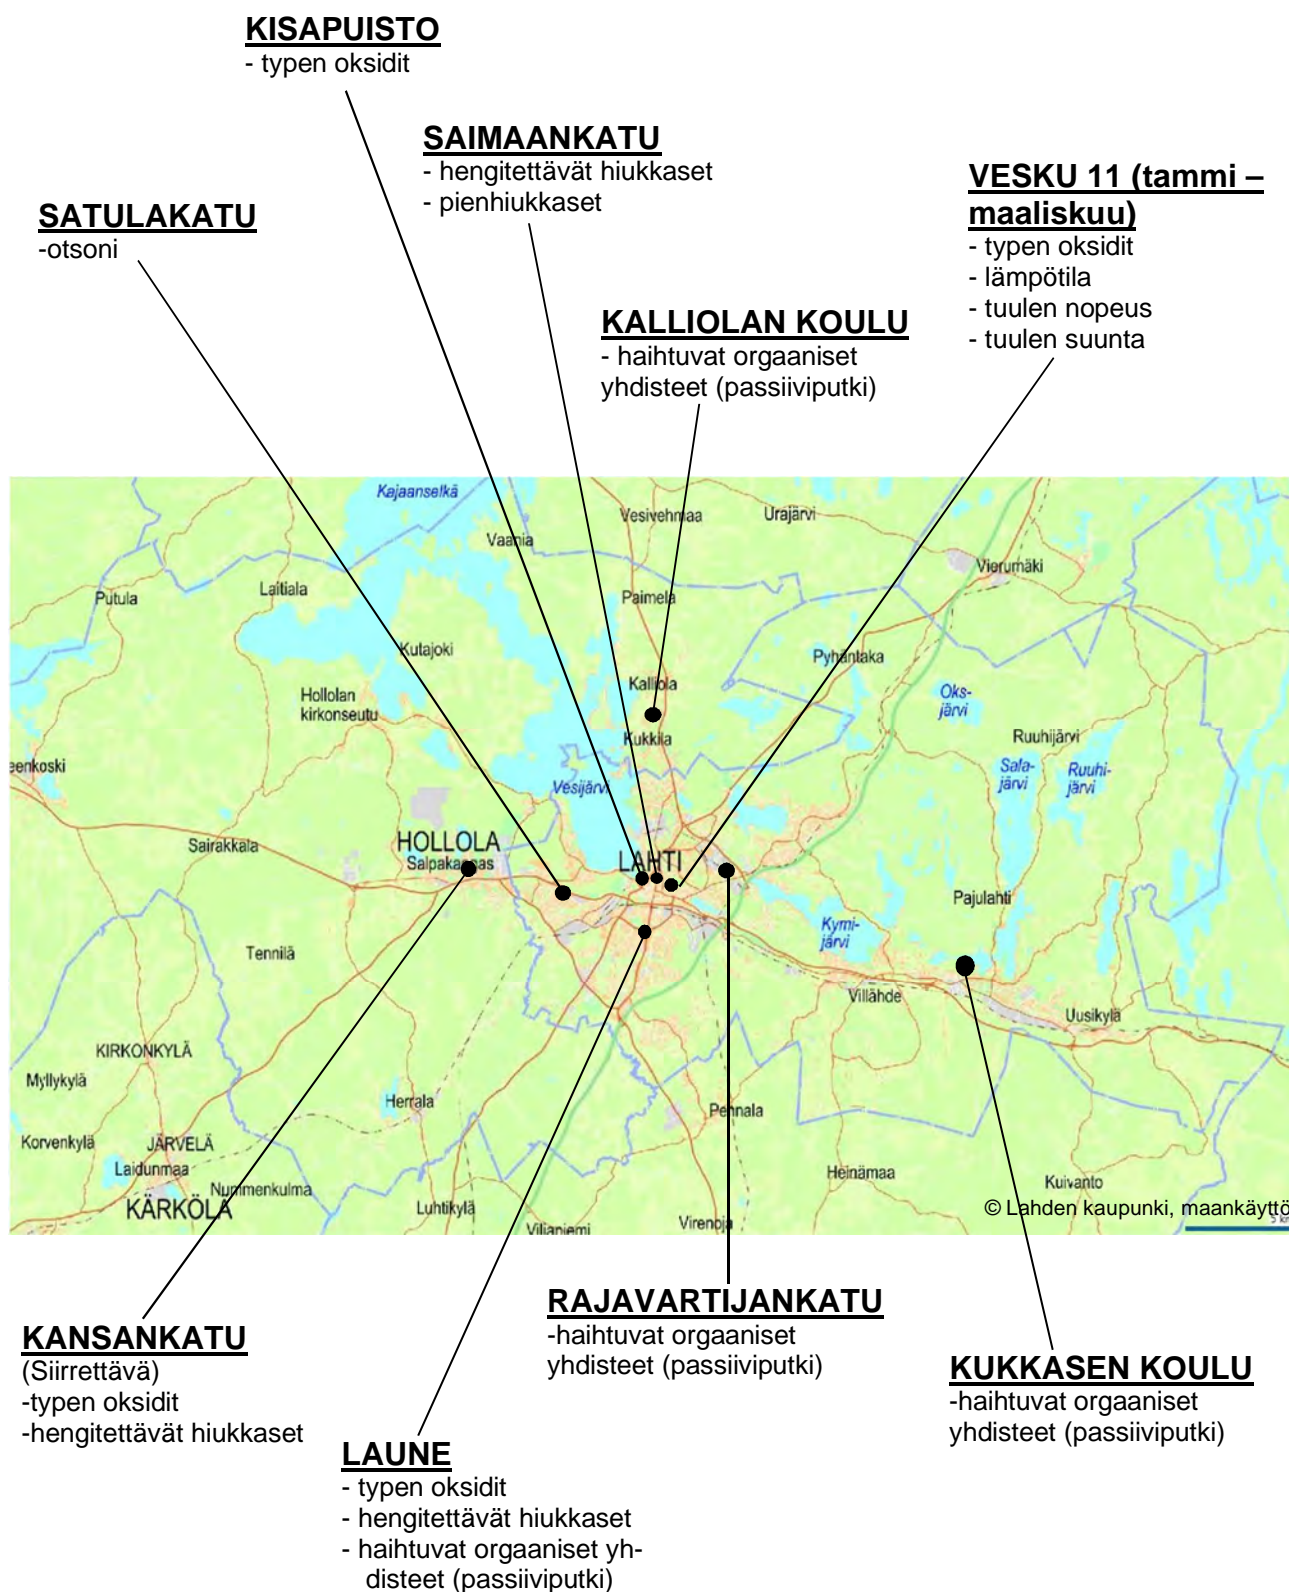 KISAPUISTO
- typen oksidit
SAIMAANKATU
- hengitettävät hiukkaset
- pienhiukkaset
VESKU 11 (tammi –
maaliskuu)
- typen oksidit
- lämpötila
- tuulen nopeus
- tuulen suunta
SATULAKATU
-otsoni
KALLIOLAN KOULU
- haihtuvat orgaaniset
yhdisteet (passiiviputki)
Kajaanselkä
Vesivehmaa
Urajärvi
Vaania
Vierumäki
Laitiala
Putula
Paimela
Kutajoki
Pyhäntaka
Kalliola
Hollolan
kirkonseutu
Oks-
järvi
Kukkila
Ruuhijärvi
eenkoski
Vesijärvi
Sala-
järvi
Ruuhi-
järvi
Sairakkala
HOLLOLA
Salpakangas
LAHTI
Pajulahti
Kymi-
järvi
Tennilä
Villähde
Uusikylä
KIRKONKYLÄ
Myllykylä
Herrala
Pennala
Korvenkylä
JÄRVELÄ
Laidunmaa
Heinämaa
Nummenkulma
Kuivanto
KÄRKÖLÄ
Luhtikylä
Viljaniemi
Virenoja
© Lahden kaupunki, maankäyttö
5 km
RAJAVARTIJANKATU
-haihtuvat orgaaniset
yhdisteet (passiiviputki)
KANSANKATU
(Siirrettävä)
-typen oksidit
-hengitettävät hiukkaset
KUKKASEN KOULU
-haihtuvat orgaaniset
yhdisteet (passiiviputki)
LAUNE
- typen oksidit
- hengitettävät hiukkaset
- haihtuvat orgaaniset yh-
disteet (passiiviputki)